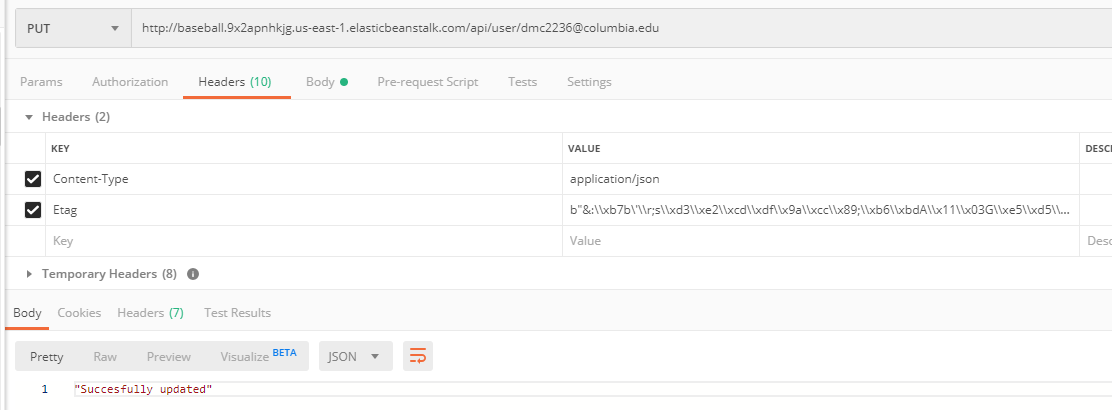 PUT http://baseball.9x2apnhkjg.us-east-1.elasticbeanstalk.com/api/user/dmc2236@columbia.edu
Params Authorization Headers (10) Body Pre-request Script Tests Settings
Headers (2)
KEY VALUE DESC
Content-Type application/json
Etag b"&:\\xb7b\"\\r;s\\xd3\\xe2\\xcd\\xdf\\x9a\\xcc\\x89;\\xb6\\xbdA\\x11\\x03G\\xe5\\xd5\\...
Key Value Desc
Temporary Headers (8) i
Body Cookies Headers (7) Test Results
Pretty Raw Preview Visualize BETA JSON
1 "Succesfully updated"